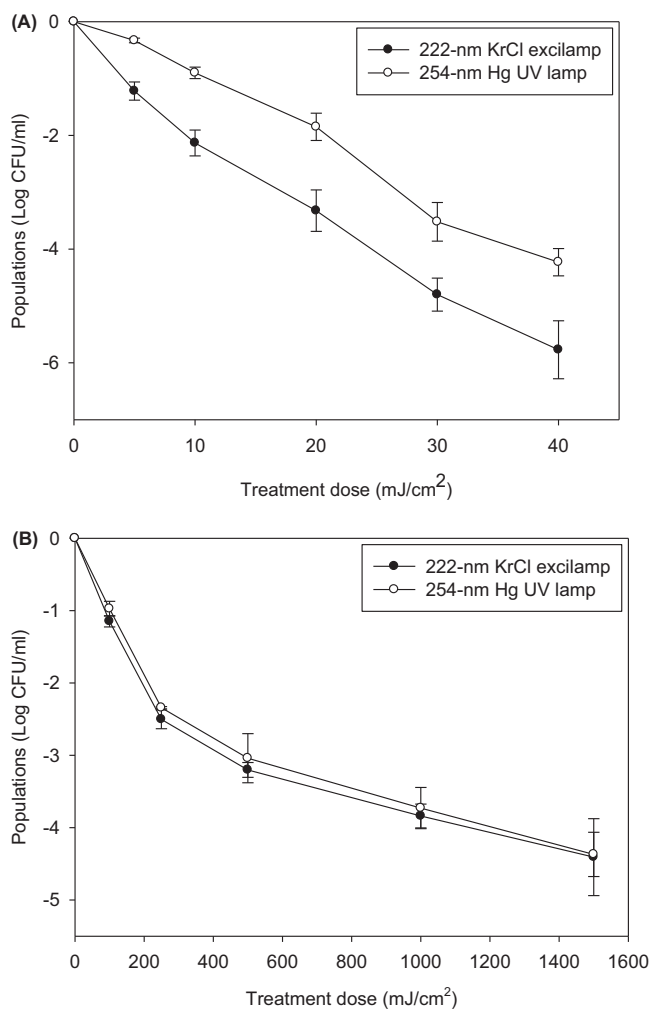 (A)
222-nm KrCl excilamp
254-nm Hg UV lamp
Populations (Log CFU/ml)
0
-2
-4
-6
0 10 20 30 40
Treatment dose (mJ/cm²)
(B)
222-nm KrCl excilamp
254-nm Hg UV lamp
Populations (Log CFU/ml)
0
-1
-2
-3
-4
-5
0 200 400 600 800 1000 1200 1400 1600
Treatment dose (mJ/cm²)